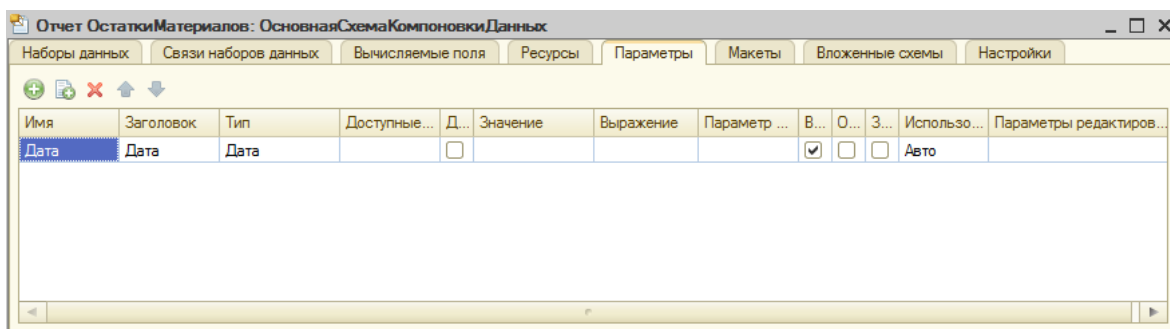 Отчет ОстаткиМатериалов: ОсновнаяСхемаКомпоновкиДанных
Наборы данных Связи наборов данных Вычисляемые поля Ресурсы Параметры Макеты Вложенные схемы Настройки
Имя Заголовок Тип Доступные... Д... Значение Выражение Параметр ... В... О... З... Использо... Параметры редактиров...
Дата Дата Дата Авто